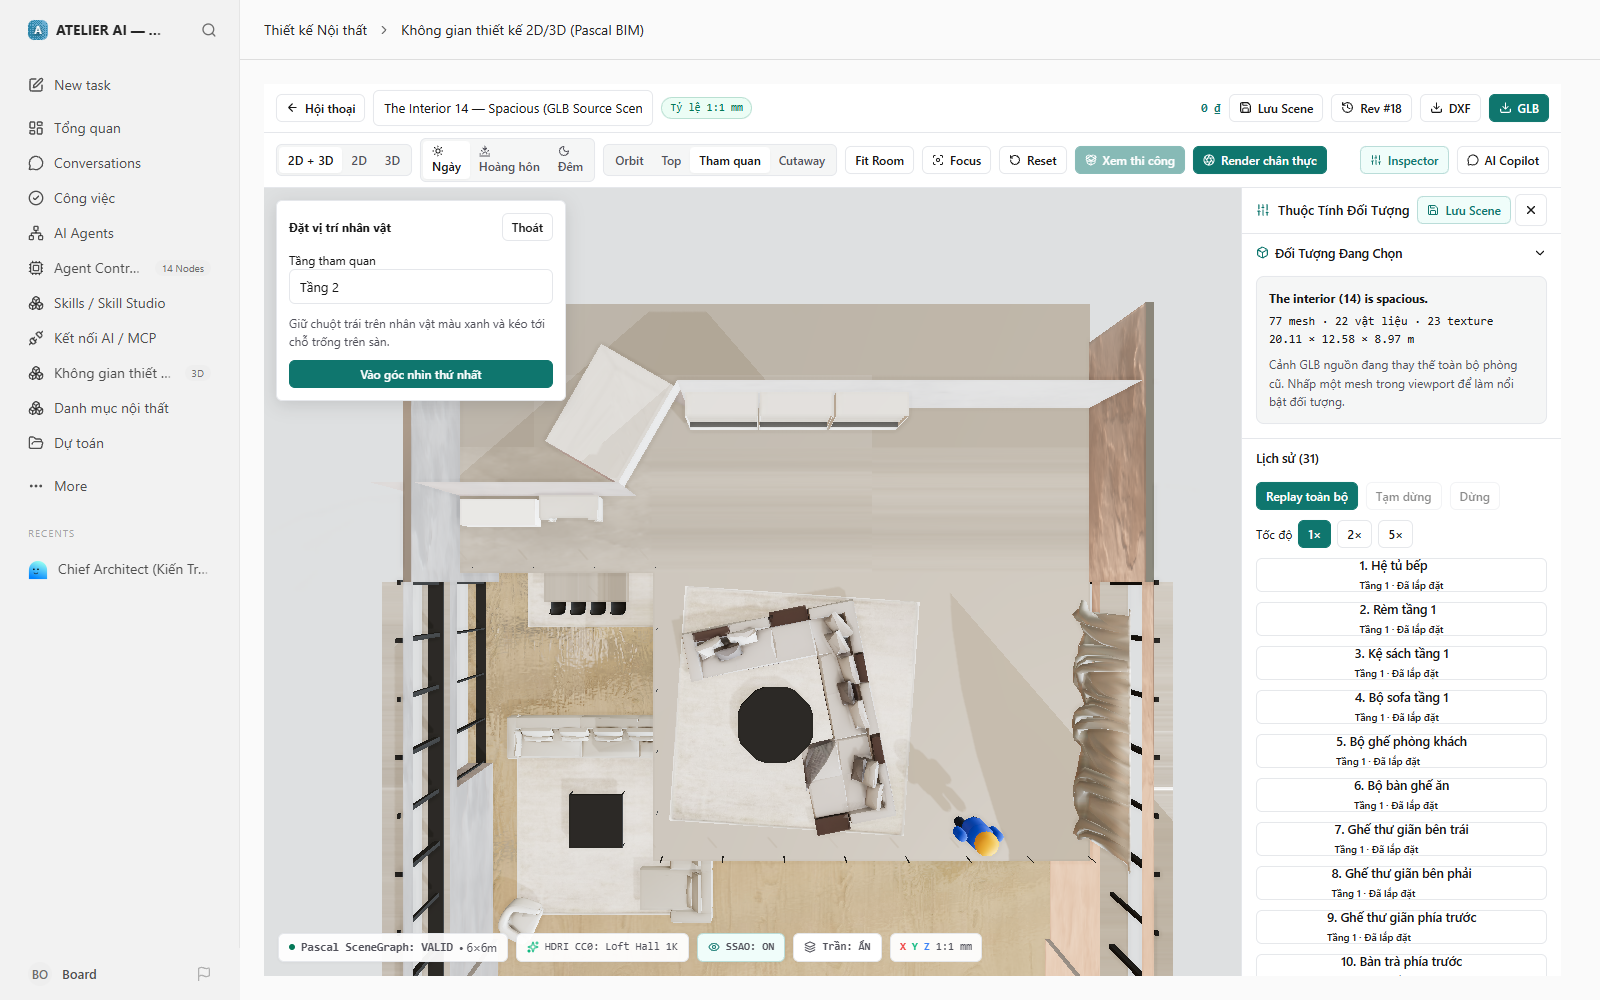 ATELIER AI — ...
New task
Tổng quan
Conversations
Công việc
AI Agents
Agent Contr...
14 Nodes
Skills / Skill Studio
Kết nối AI / MCP
Không gian thiết ...
3D
Danh mục nội thất
Dự toán
More
RECENTS
Chief Architect (Kiến Tr...
BO
Board
Thiết kế Nội thất
Không gian thiết kế 2D/3D (Pascal BIM)
Hội thoại
The Interior 14 — Spacious (GLB Source Scen
Tỷ lệ 1:1 mm
0 ₫
Lưu Scene
Rev #18
DXF
GLB
2D + 3D
2D
3D
Ngày
Hoàng hôn
Đêm
Orbit
Top
Tham quan
Cutaway
Fit Room
Focus
Reset
Xem thi công
Render chân thực
Inspector
AI Copilot
Đặt vị trí nhân vật
Thoát
Tầng tham quan
Tầng 2
Giữ chuột trái trên nhân vật màu xanh và kéo tới
chỗ trống trên sàn.
Vào góc nhìn thứ nhất
Pascal SceneGraph: VALID • 6×6m
HDRI CC0: Loft Hall 1K
SSAO: ON
Trần: ẨN
X Y Z 1:1 mm
Thuộc Tính Đối Tượng
Lưu Scene
Đối Tượng Đang Chọn
The interior (14) is spacious.
77 mesh · 22 vật liệu · 23 texture
20.11 × 12.58 × 8.97 m
Cảnh GLB nguồn đang thay thế toàn bộ phòng
cũ. Nhấp một mesh trong viewport để làm nổi
bật đối tượng.
Lịch sử (31)
Replay toàn bộ
Tạm dừng
Dừng
Tốc độ
1×
2×
5×
1. Hệ tủ bếp
Tầng 1 · Đã lắp đặt
2. Rèm tầng 1
Tầng 1 · Đã lắp đặt
3. Kệ sách tầng 1
Tầng 1 · Đã lắp đặt
4. Bộ sofa tầng 1
Tầng 1 · Đã lắp đặt
5. Bộ ghế phòng khách
Tầng 1 · Đã lắp đặt
6. Bộ bàn ghế ăn
Tầng 1 · Đã lắp đặt
7. Ghế thư giãn bên trái
Tầng 1 · Đã lắp đặt
8. Ghế thư giãn bên phải
Tầng 1 · Đã lắp đặt
9. Ghế thư giãn phía trước
Tầng 1 · Đã lắp đặt
10. Bàn trà phía trước